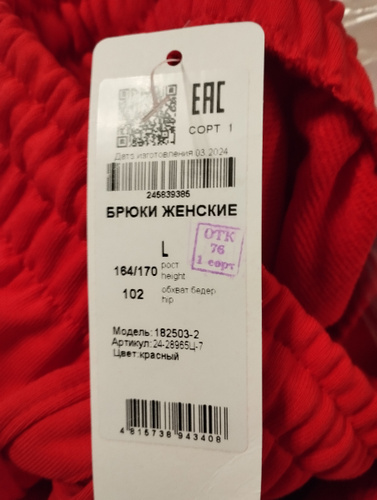 EAC
СОРТ 1
Дата изготовления 03.2024
245839385
БРЮКИ ЖЕНСКИЕ
L
ОТК
76
1 сорт
164/170 рост
height
102 обхват бедер
hip
Модель: 182503-2
Артикул: 24-28965Ц-7
Цвет: красный
4 815738 943408